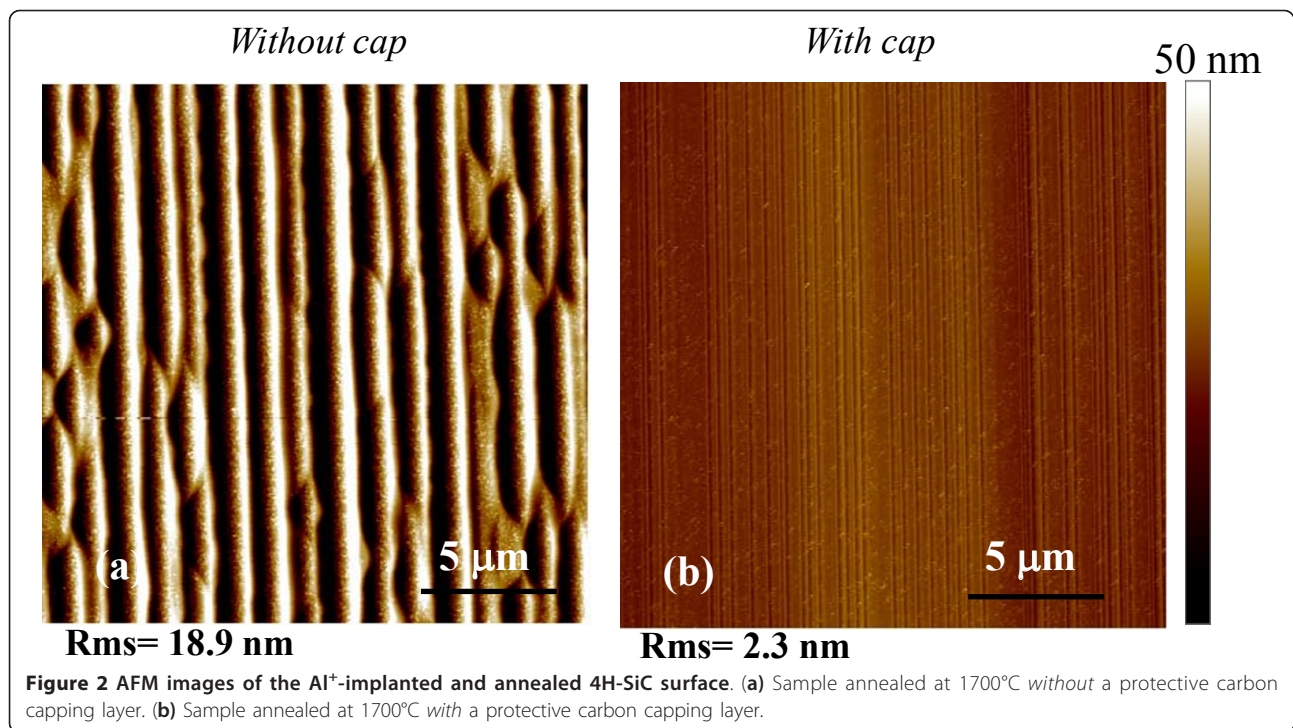 Without cap
With cap
50 nm
(a)
5 μm
(b)
5 μm
Rms= 18.9 nm
Rms= 2.3 nm
Figure 2 AFM images of the Al⁺-implanted and annealed 4H-SiC surface. (a) Sample annealed at 1700°C without a protective carbon
capping layer. (b) Sample annealed at 1700°C with a protective carbon capping layer.